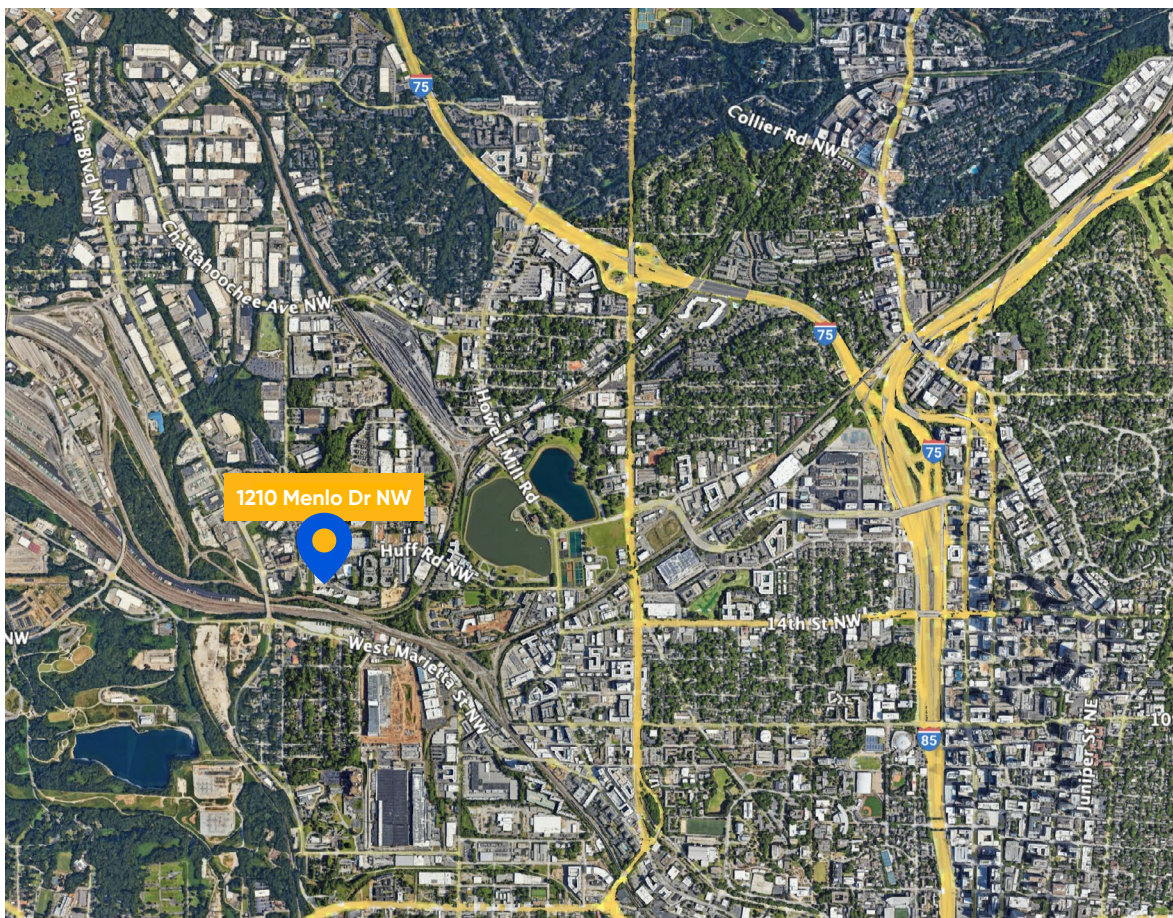 75
Collier Rd NW
Marietta Blvd NW
Chattahoochee Ave NW
75
Howell Mill Rd
75
1210 Menlo Dr NW
Huff Rd NW
14th St NW
NW
West Marietta St NW
10
85
Juniper St NE